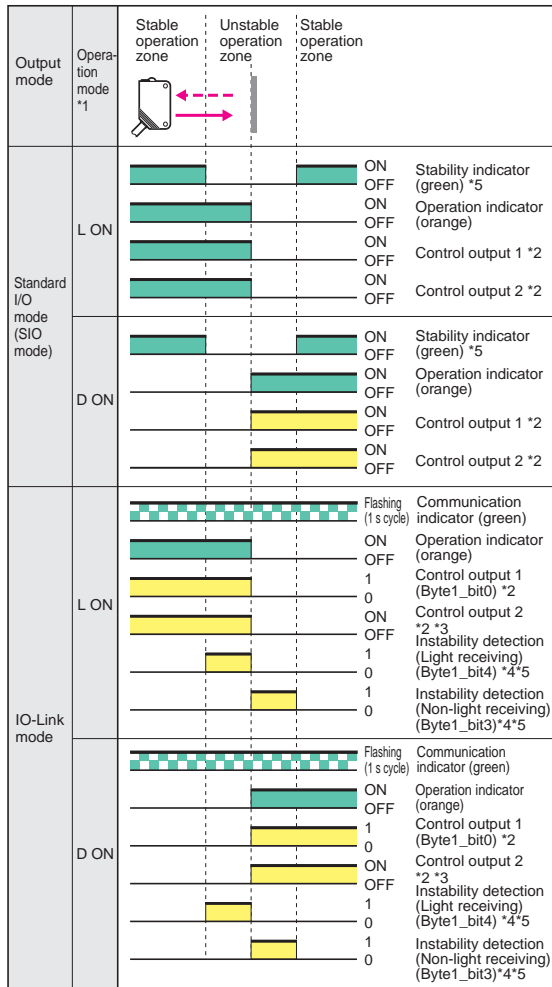 Output
mode
Opera-
tion
mode
*1
Stable
operation
zone
Unstable
operation
zone
Stable
operation
zone
Standard
I/O
mode
(SIO
mode)
L ON
ON
OFF
Stability indicator
(green) *5
ON
OFF
Operation indicator
(orange)
ON
OFF
Control output 1 *2
ON
OFF
Control output 2 *2
D ON
ON
OFF
Stability indicator
(green) *5
ON
OFF
Operation indicator
(orange)
ON
OFF
Control output 1 *2
ON
OFF
Control output 2 *2
IO-Link
mode
L ON
Flashing
(1 s cycle)
Communication
indicator (green)
ON
OFF
Operation indicator
(orange)
1
0
Control output 1
(Byte1_bit0) *2
ON
OFF
Control output 2
*2 *3
1
0
Instability detection
(Light receiving)
(Byte1_bit4) *4*5
1
0
Instability detection
(Non-light receiving)
(Byte1_bit3)*4*5
D ON
Flashing
(1 s cycle)
Communication
indicator (green)
ON
OFF
Operation indicator
(orange)
1
0
Control output 1
(Byte1_bit0) *2
ON
OFF
Control output 2
*2 *3
1
0
Instability detection
(Light receiving)
(Byte1_bit4) *4*5
1
0
Instability detection
(Non-light receiving)
(Byte1_bit3)*4*5